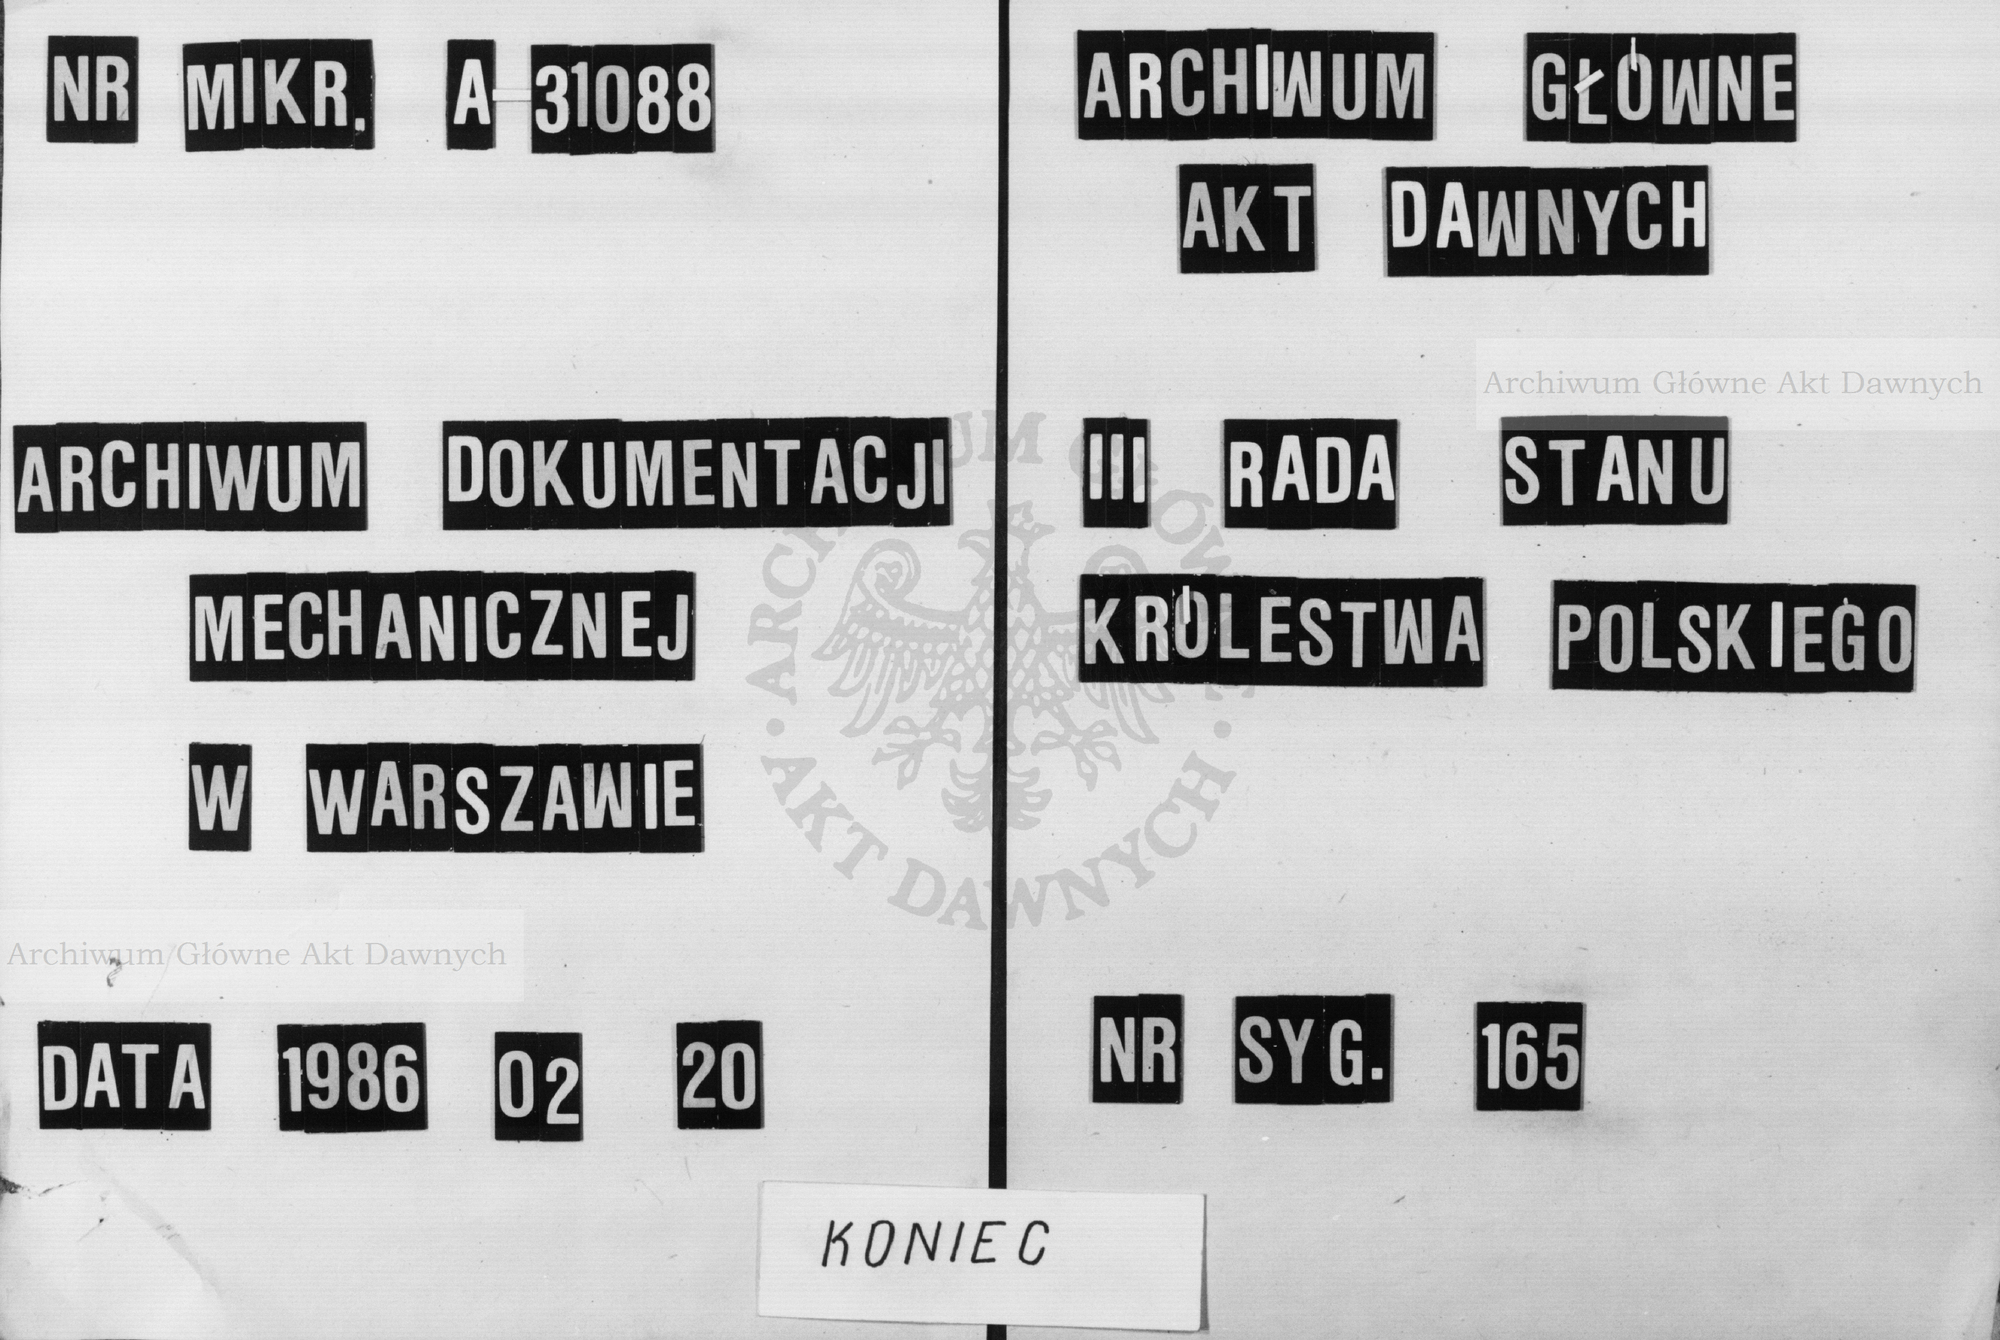 NR MIKR. A-31088
ARCHIWUM DOKUMENTACJI
MECHANICZNEJ
W WARSZAWIE
Archiwum Główne Akt Dawnych
DATA 1986 02 20
ARCHIWUM GŁÓWNE
AKT DAWNYCH
Archiwum Główne Akt Dawnych
III RADA STANU
KRÓLESTWA POLSKIEGO
NR SYG. 165
ARCHIWUM GŁÓWNE
AKT DAWNYCH
KONIEC